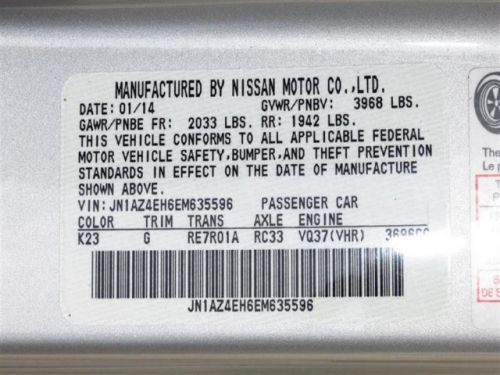 MANUFACTURED BY NISSAN MOTOR CO.,LTD.
DATE: 01/14 GVWR/PNBV: 3968 LBS.
GAWR/PNBE FR: 2033 LBS. RR: 1942 LBS.
THIS VEHICLE CONFORMS TO ALL APPLICABLE FEDERAL
MOTOR VEHICLE SAFETY, BUMPER, AND THEFT PREVENTION
STANDARDS IN EFFECT ON THE DATE OF MANUFACTURE
SHOWN ABOVE.
VIN: JN1AZ4EH6EM635596 PASSENGER CAR
COLOR TRIM TRANS AXLE ENGINE
K23 G RE7R01A RC33 VQ37(VHR) 3696CC
JN1AZ4EH6EM635596
The
Le p